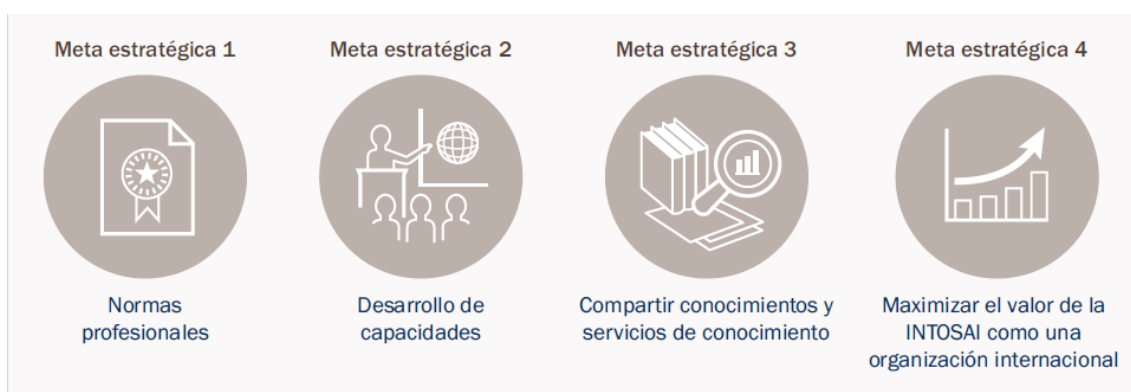 Meta estratégica 1
Normas
profesionales
Meta estratégica 2
Desarrollo de
capacidades
Meta estratégica 3
Compartir conocimientos y
servicios de conocimiento
Meta estratégica 4
Maximizar el valor de la
INTOSAI como una
organización internacional